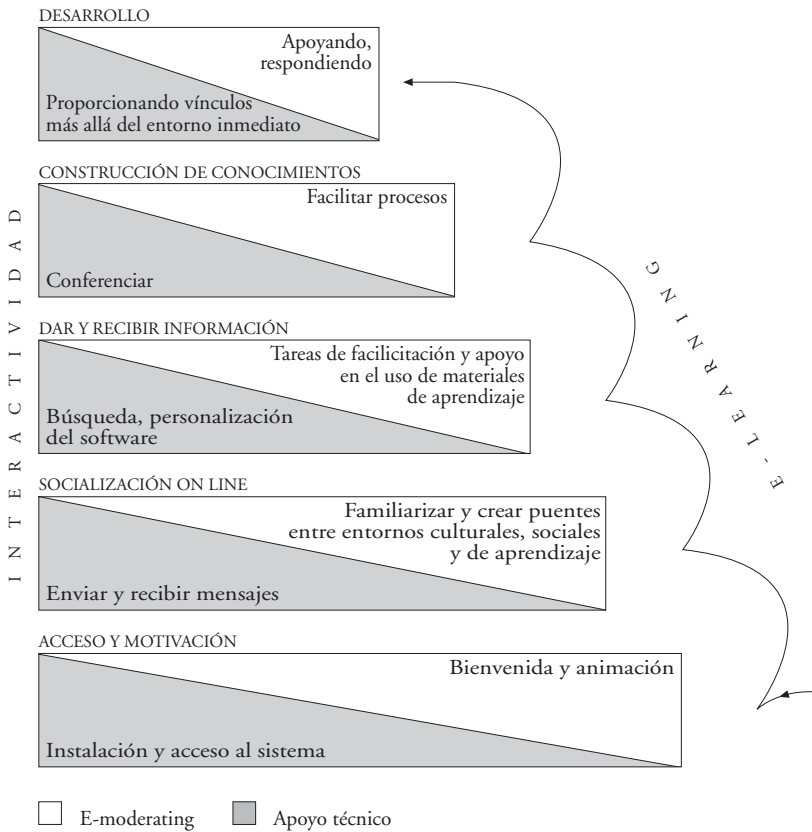 DESARROLLO
Apoyando,
respondiendo
Proporcionando vínculos
más allá del entorno inmediato
CONSTRUCCIÓN DE CONOCIMIENTOS
Facilitar procesos
Conferenciar
DAR Y RECIBIR INFORMACIÓN
Tareas de facilicitación y apoyo
en el uso de materiales
de aprendizaje
Búsqueda, personalización
del software
SOCIALIZACIÓN ON LINE
Familiarizar y crear puentes
entre entornos culturales, sociales
y de aprendizaje
Enviar y recibir mensajes
ACCESO Y MOTIVACIÓN
Bienvenida y animación
Instalación y acceso al sistema
INTERACTIVIDAD
E-LEARNING
E-moderating
Apoyo técnico